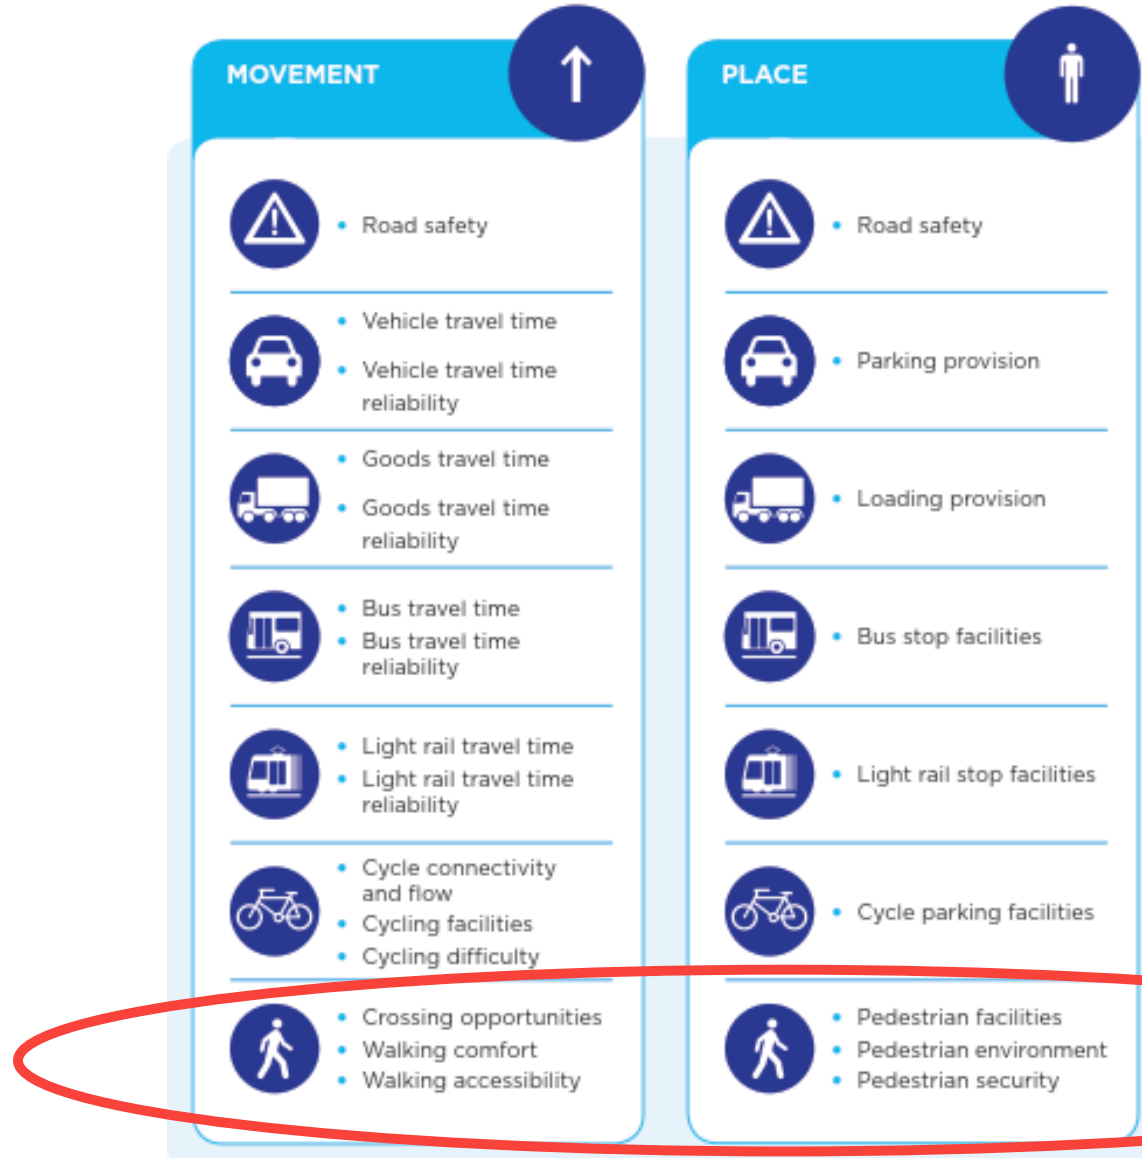 MOVEMENT
• Road safety
• Vehicle travel time
• Vehicle travel time
reliability
• Goods travel time
• Goods travel time
reliability
• Bus travel time
• Bus travel time
reliability
• Light rail travel time
• Light rail travel time
reliability
• Cycle connectivity
and flow
• Cycling facilities
• Cycling difficulty
• Crossing opportunities
• Walking comfort
• Walking accessibility
PLACE
• Road safety
• Parking provision
• Loading provision
• Bus stop facilities
• Light rail stop facilities
• Cycle parking facilities
• Pedestrian facilities
• Pedestrian environment
• Pedestrian security